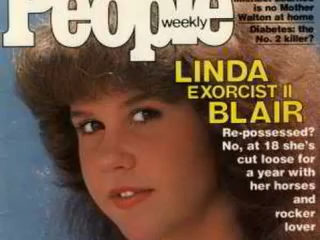 People
weekly
is no Mother
Walton at home
Diabetes: the
No. 2 killer?
LINDA
EXORCIST II
BLAIR
Re-possessed?
No, at 18 she's
cut loose for
a year with
her horses
and
rocker
lover